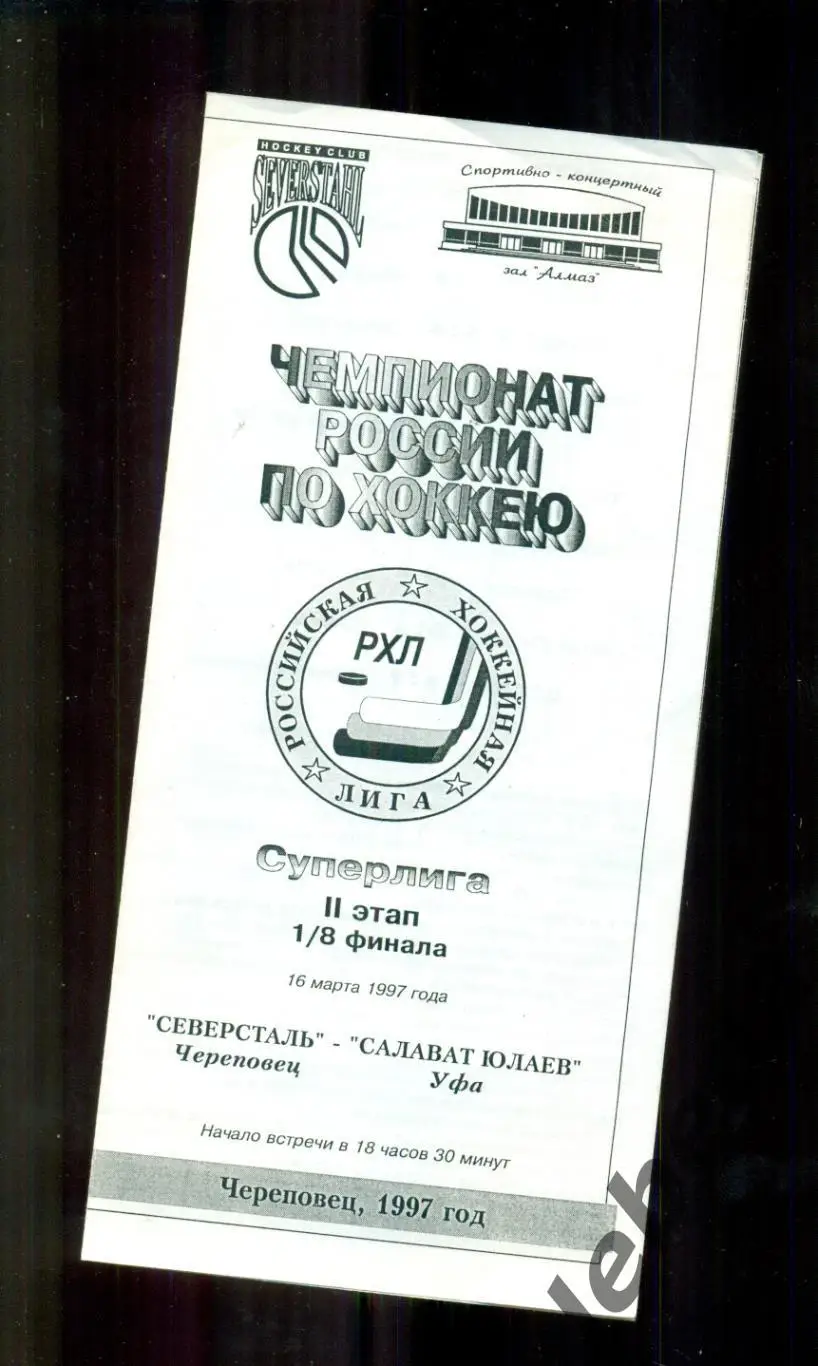 HOCKEY CLUB
SEVERSTAHL
Спортивно - концертный
зал "Алмаз"
ЧЕМПИОНАТ
РОССИИ
ПО ХОККЕЮ
РОССИЙСКАЯ ХОККЕЙНАЯ
ЛИГА
РХЛ
Суперлига
II этап
1/8 финала
16 марта 1997 года
"СЕВЕРСТАЛЬ" - "САЛАВАТ ЮЛАЕВ"
Череповец Уфа
Начало встречи в 18 часов 30 минут
Череповец, 1997 год